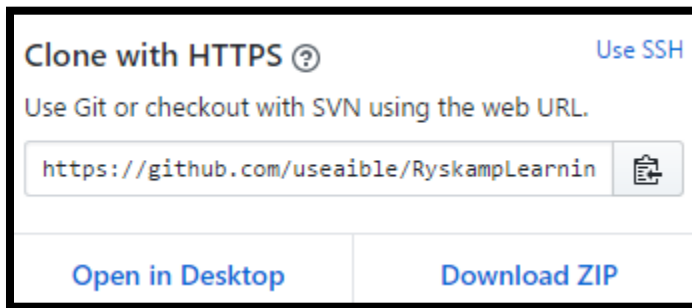 Clone with HTTPS ? Use SSH
Use Git or checkout with SVN using the web URL.
https://github.com/useaible/RyskampLearnin
Open in Desktop Download ZIP